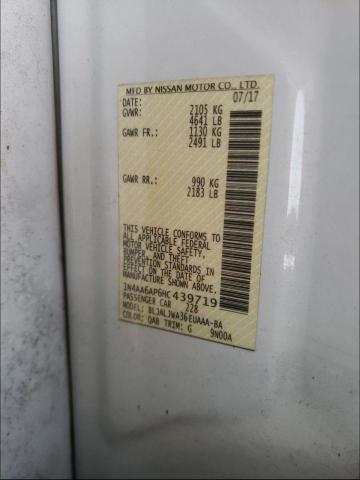 MFD BY NISSAN MOTOR CO., LTD.
DATE: 07/17
GVWR: 2105 KG
4641 LB
GAWR FR.: 1130 KG
2491 LB
GAWR RR.: 990 KG
2183 LB
THIS VEHICLE CONFORMS TO
ALL APPLICABLE FEDERAL
MOTOR VEHICLE SAFETY,
BUMPER, AND THEFT
PREVENTION STANDARDS IN
EFFECT ON THE DATE OF
MANUFACTURE SHOWN ABOVE.
1N4AA6AP6HC439719
PASSENGER CAR 228
MODEL: BLJALJWA36EUAAA-BA
COLOR: QAB TRIM: G 9N00A